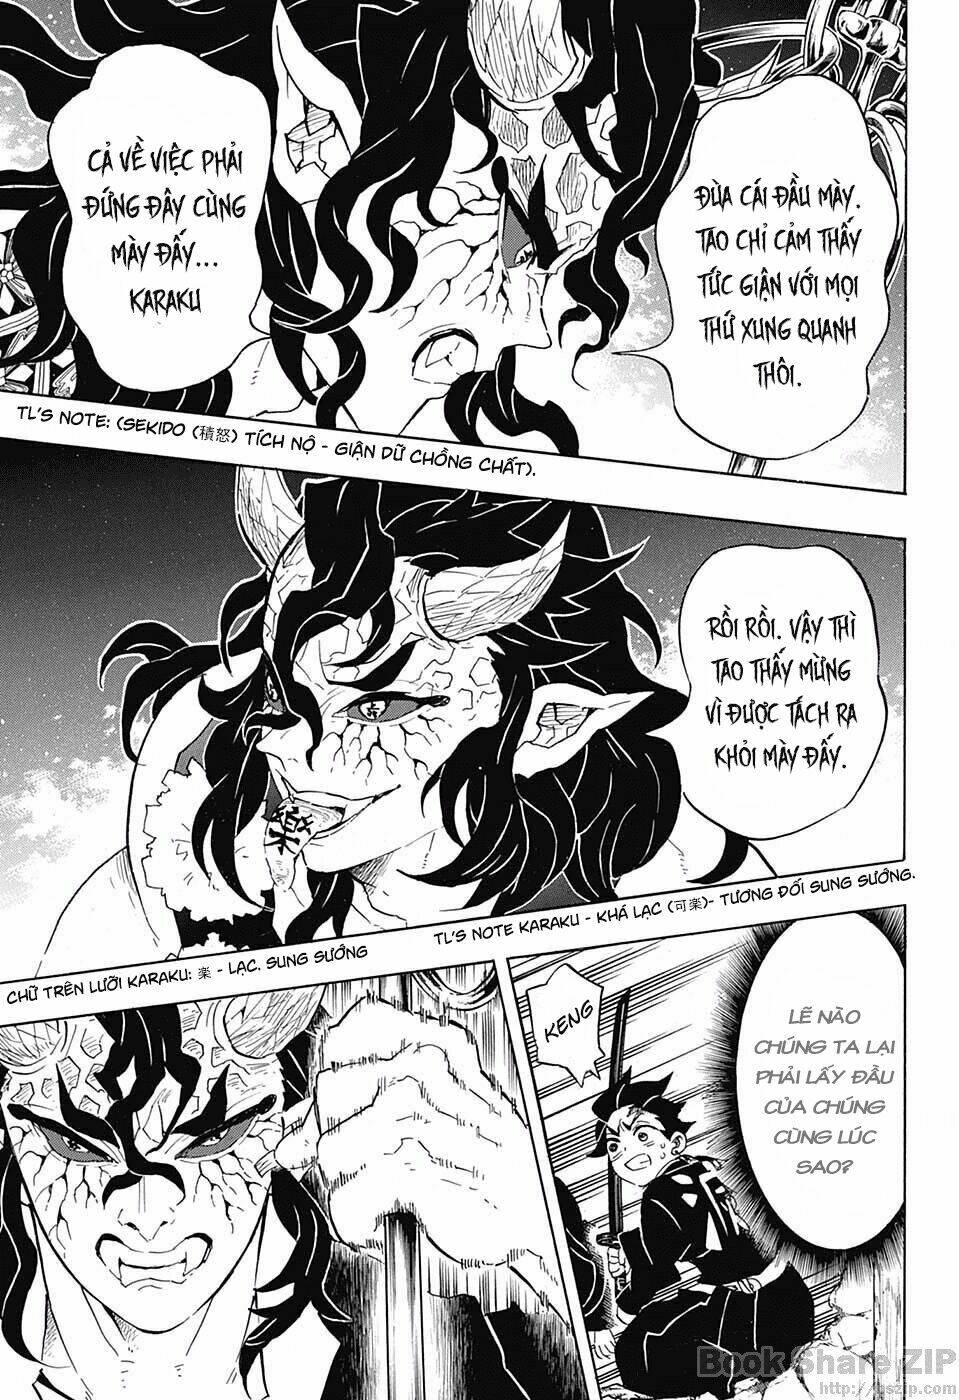 ĐÙA CÁI ĐẦU MÀY.
TAO CHỈ CẢM THẤY
TỨC GIẬN VỚI MỌI
THỨ XUNG QUANH
THÔI.
CẢ VỀ VIỆC PHẢI
ĐỨNG ĐÂY CÙNG
MÀY ĐẤY...
KARAKU
TL'S NOTE: (SEKIDO (積怒) TÍCH NỘ - GIẬN DỮ CHỒNG CHẤT).
RỒI RỒI. VẬY THÌ
TAO THẤY MỪNG
VÌ ĐƯỢC TÁCH RA
KHỎI MÀY ĐẤY.
楽
TL'S NOTE KARAKU - KHÁ LẠC (可楽)- TƯƠNG ĐỐI SUNG SƯỚNG.
CHỮ TRÊN LƯỠI KARAKU: 楽 - LẠC. SUNG SƯỚNG
KENG
LẼ NÀO
CHÚNG TA LẠI
PHẢI LẤY ĐẦU
CỦA CHÚNG
CÙNG LÚC
SAO?
Book Share ZIP
http://bszip.com/